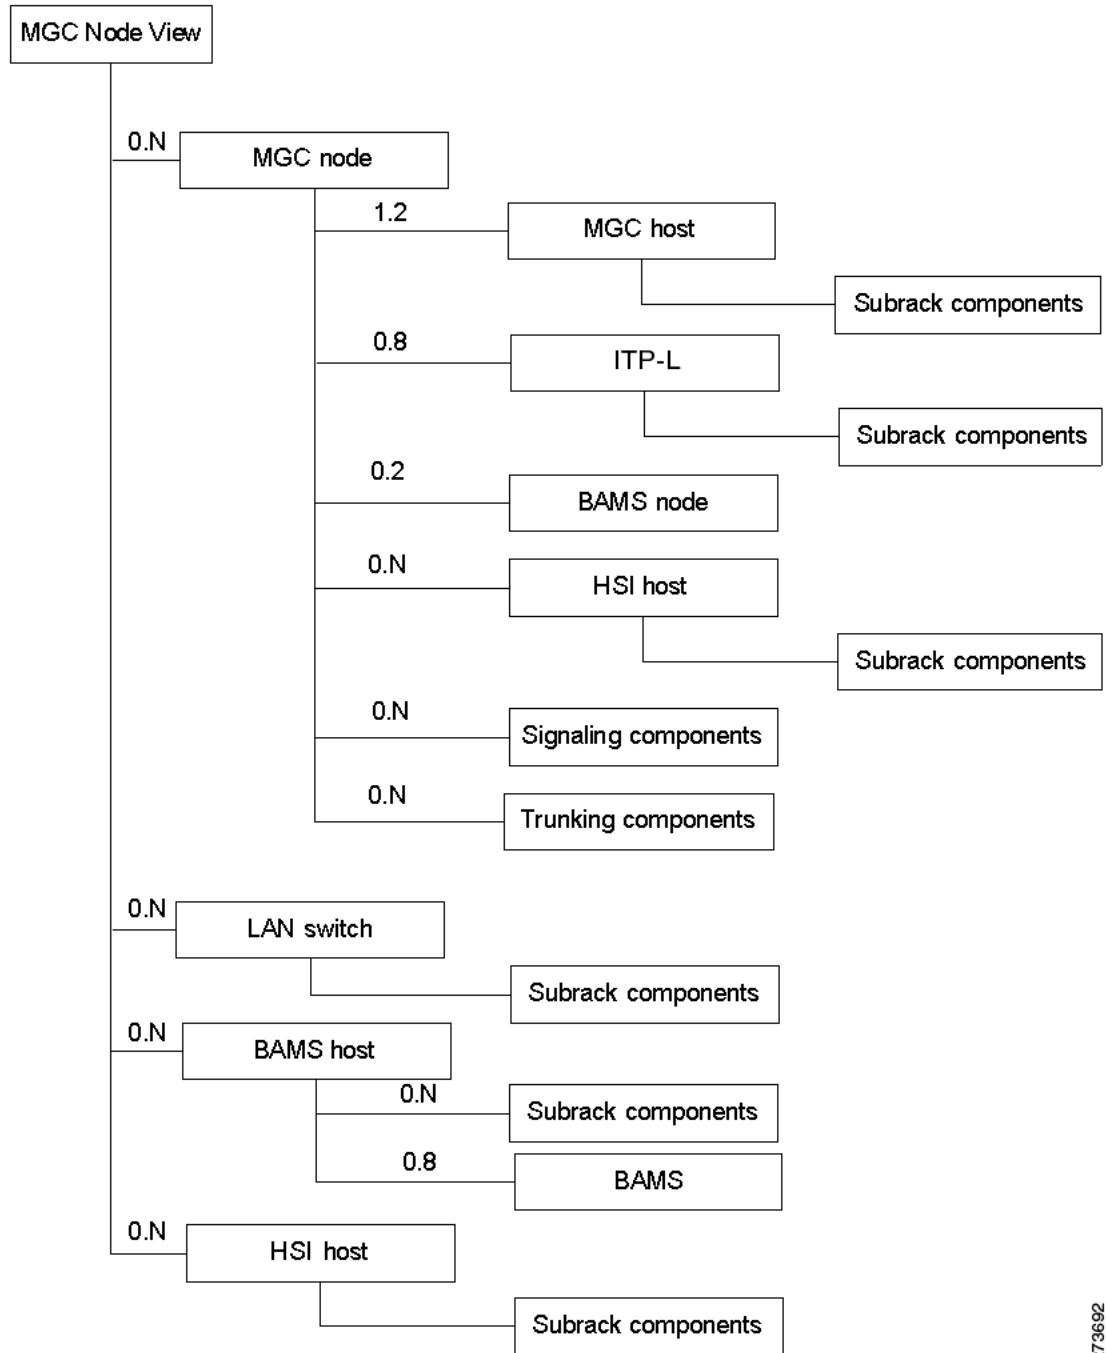 MGC Node View
0.N
MGC node
1.2
MGC host
Subrack components
0.8
ITP-L
Subrack components
0.2
BAMS node
0.N
HSI host
Subrack components
0.N
Signaling components
0.N
Trunking components
0.N
LAN switch
Subrack components
0.N
BAMS host
0.N
Subrack components
0.8
BAMS
0.N
HSI host
Subrack components
73692